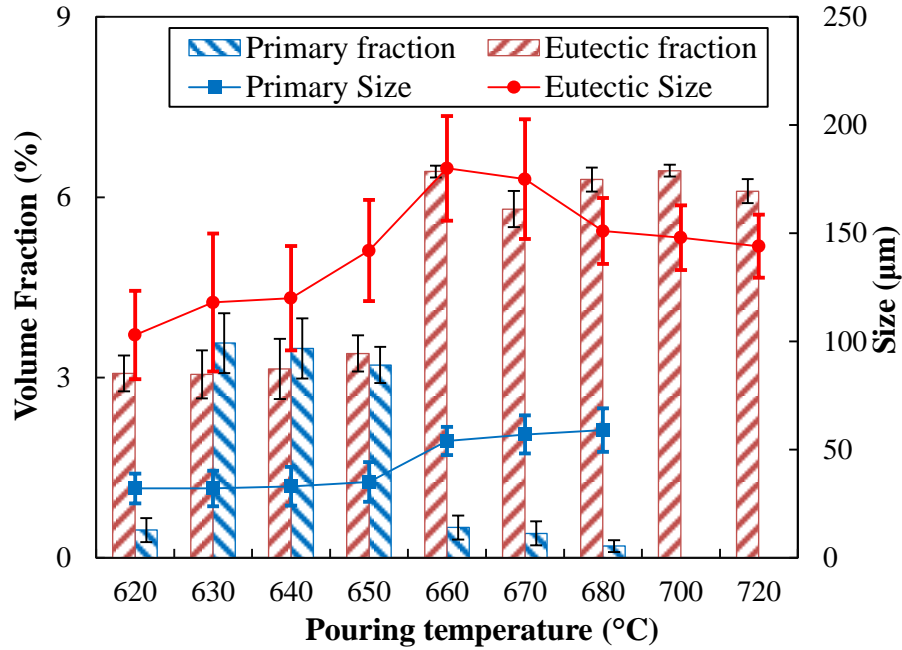 Primary fraction
Eutectic fraction
Primary Size
Eutectic Size
Volume Fraction (%)
9
6
3
0
Size (µm)
250
200
150
100
50
0
620 630 640 650 660 670 680 700 720
Pouring temperature (°C)